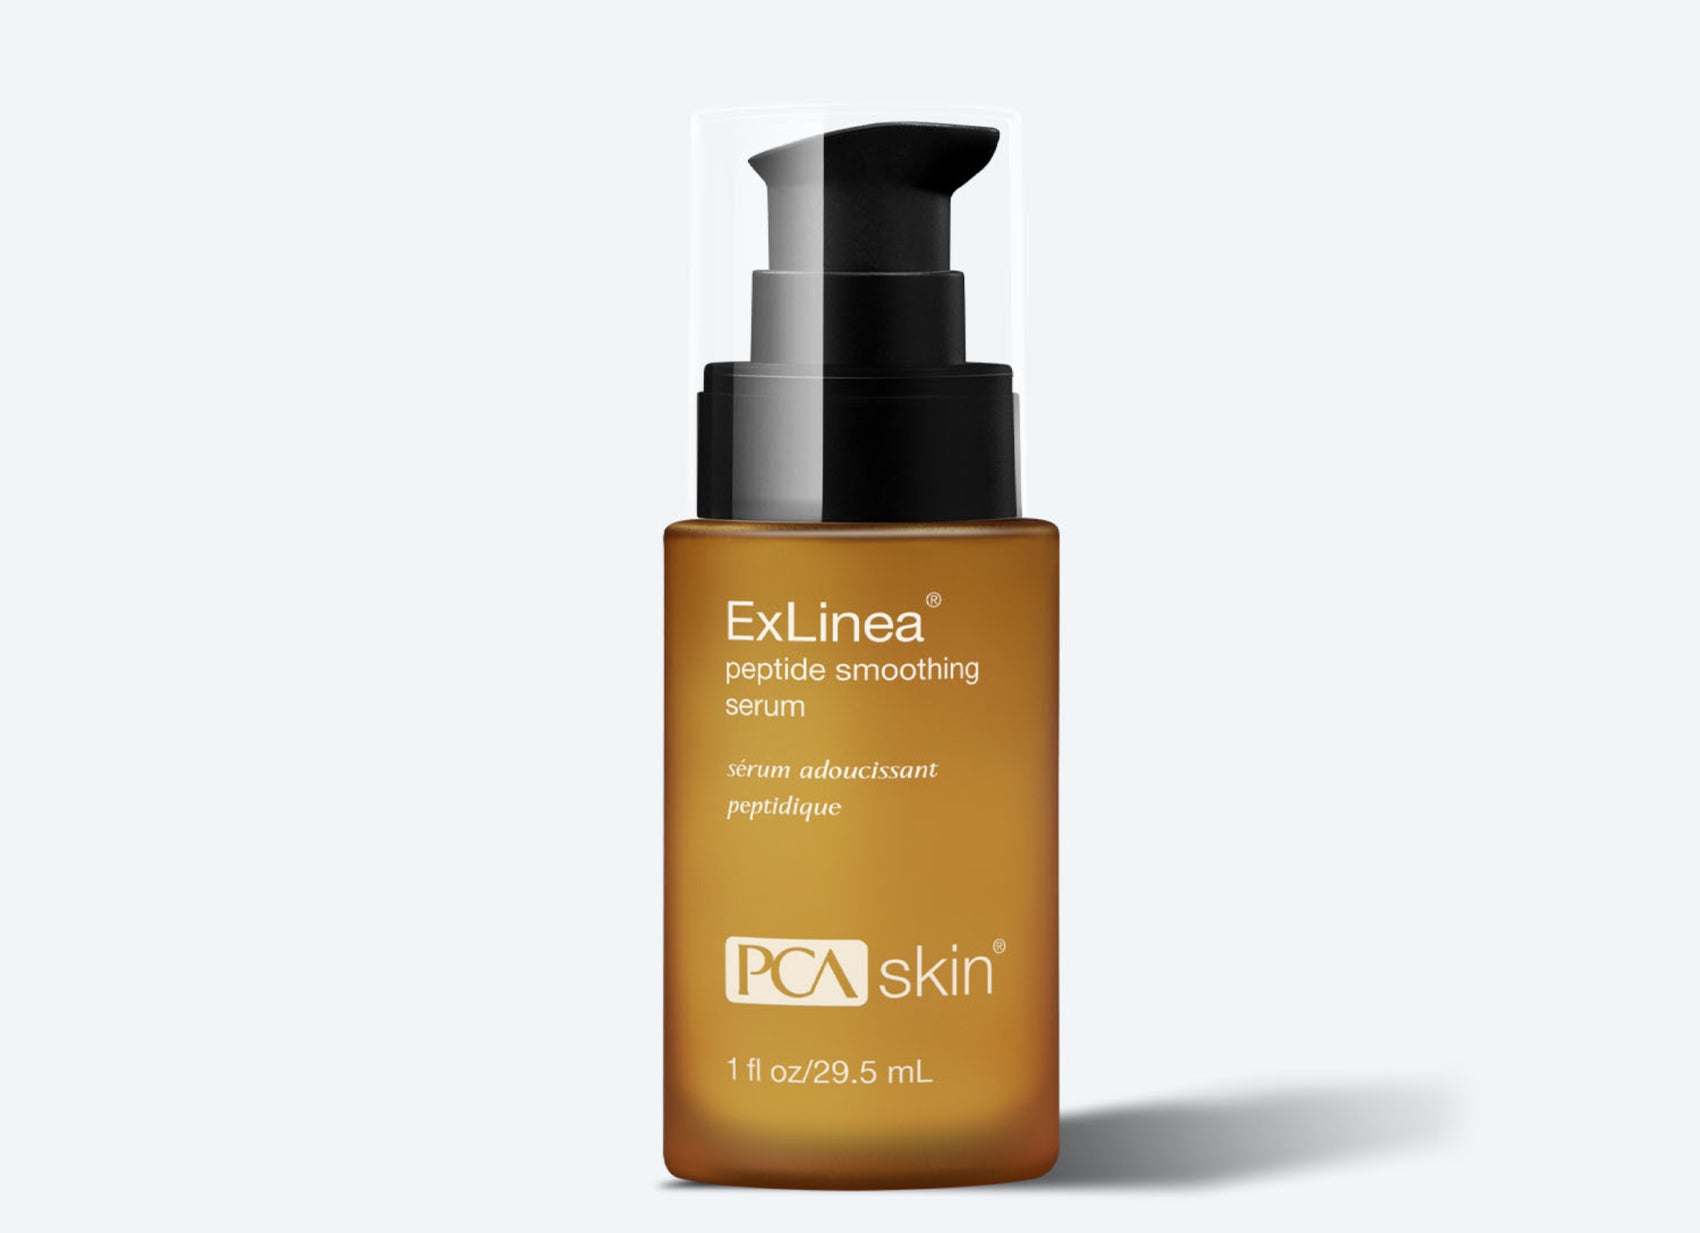 ExLinea®
peptide smoothing
serum
sérum adoucissant
peptidique
PCA skin®
1 fl oz/29.5 mL